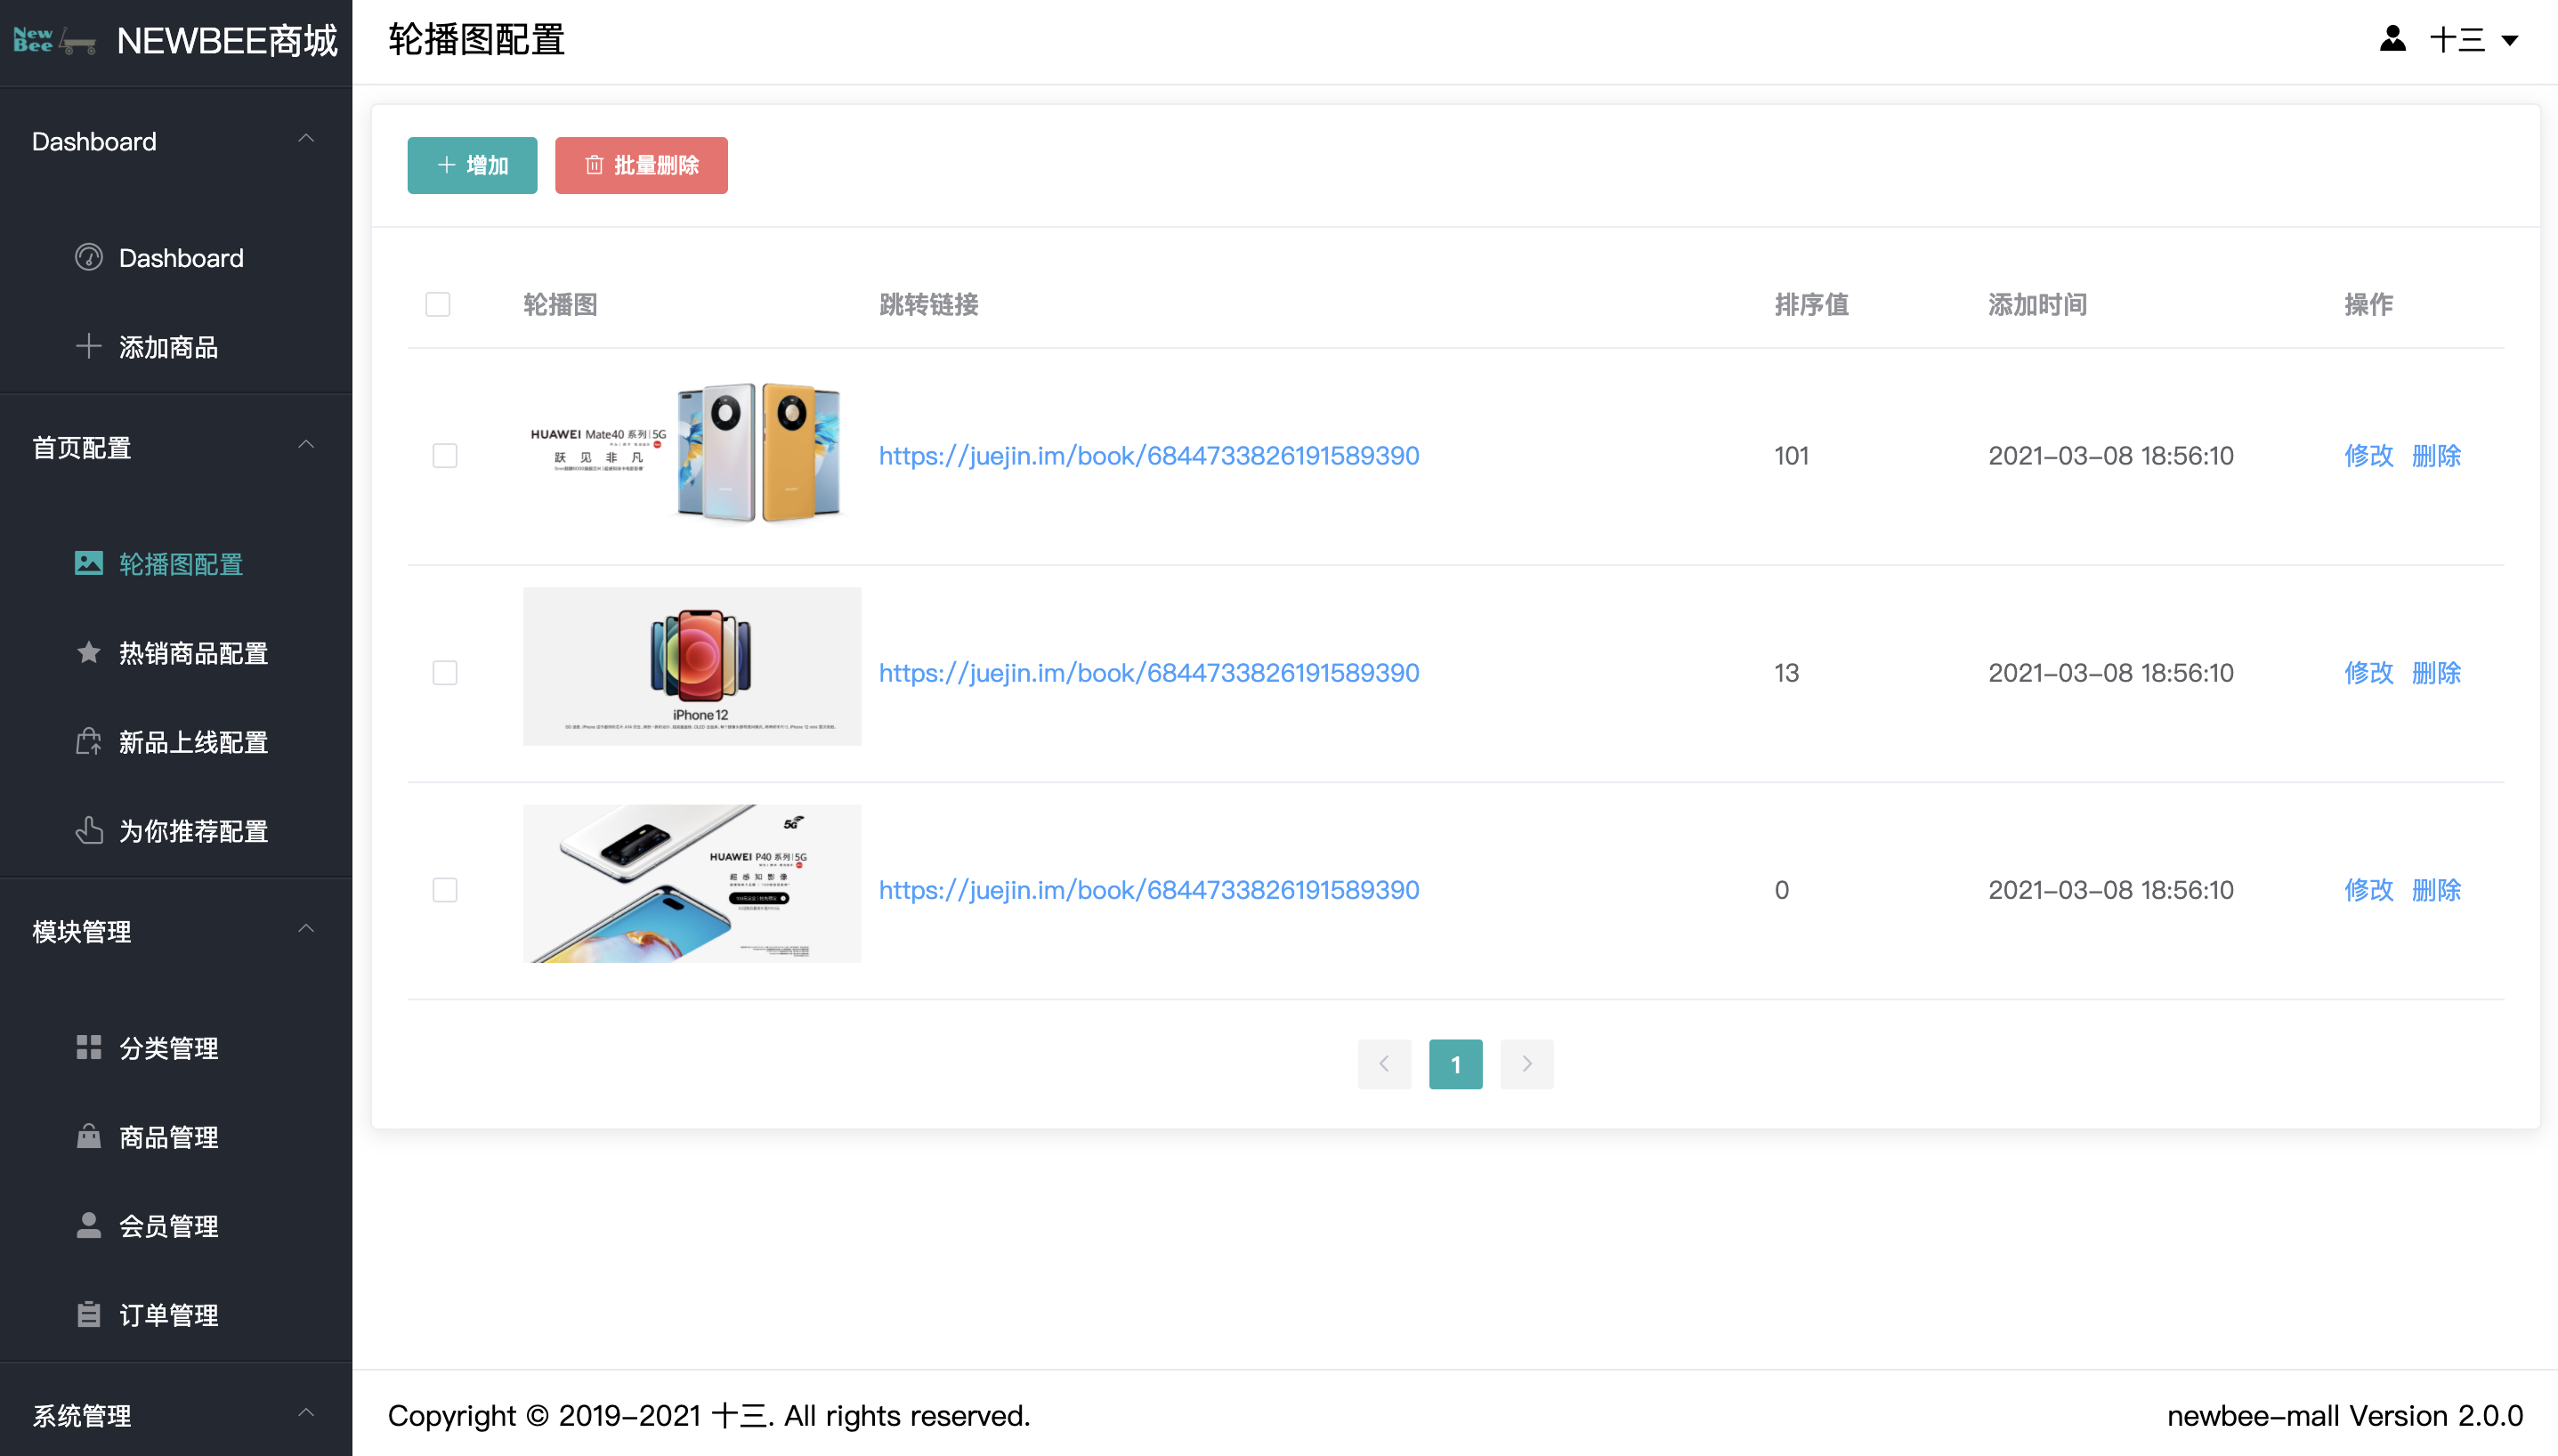 New Bee
NEWBEE商城
轮播图配置
十三
Dashboard
Dashboard
添加商品
首页配置
轮播图配置
热销商品配置
新品上线配置
为你推荐配置
模块管理
分类管理
商品管理
会员管理
订单管理
系统管理
增加
批量删除
轮播图 跳转链接 排序值 添加时间 操作
HUAWEI Mate40 系列|5G
跃 见 非 凡
https://juejin.im/book/6844733826191589390 101 2021-03-08 18:56:10 修改 删除
iPhone 12
https://juejin.im/book/6844733826191589390 13 2021-03-08 18:56:10 修改 删除
5G
HUAWEI P40 系列|5G
超感知影像
https://juejin.im/book/6844733826191589390 0 2021-03-08 18:56:10 修改 删除
1
Copyright © 2019-2021 十三. All rights reserved.
newbee-mall Version 2.0.0